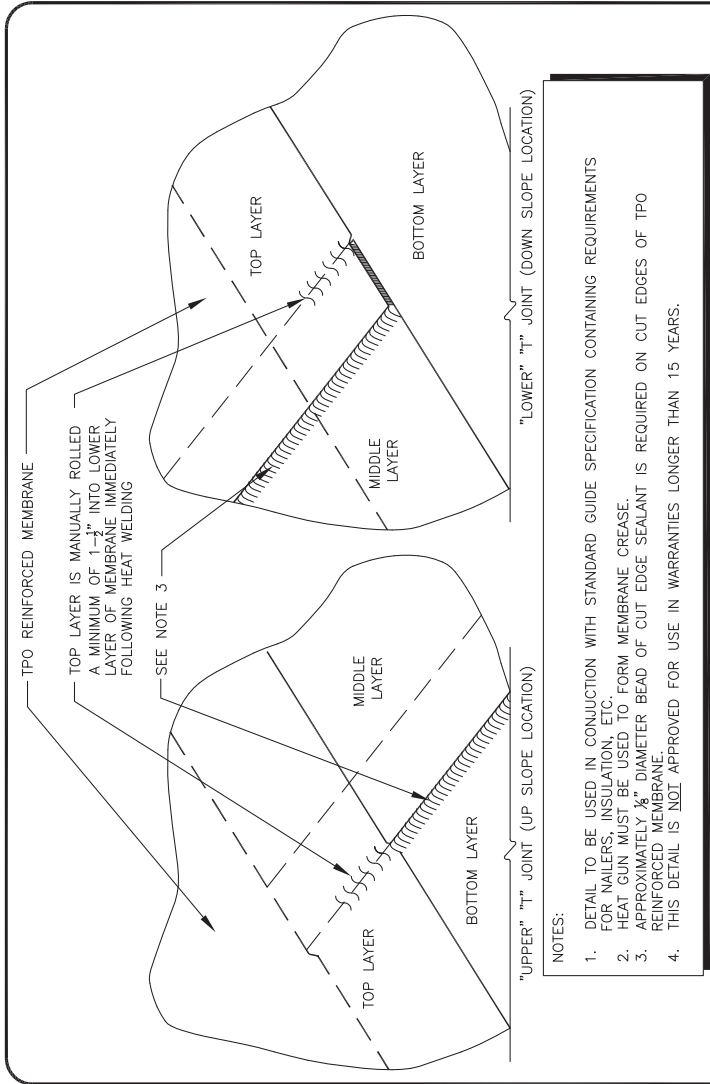 TPO REINFORCED MEMBRANE
TOP LAYER IS MANUALLY ROLLED
A MINIMUM OF 1-½" INTO LOWER
LAYER OF MEMBRANE IMMEDIATELY
FOLLOWING HEAT WELDING
SEE NOTE 3
TOP LAYER
BOTTOM LAYER
MIDDLE
LAYER
"UPPER" "T" JOINT (UP SLOPE LOCATION)
TOP LAYER
MIDDLE
LAYER
BOTTOM LAYER
"LOWER" "T" JOINT (DOWN SLOPE LOCATION)
NOTES:
1. DETAIL TO BE USED IN CONJUCTION WITH STANDARD GUIDE SPECIFICATION CONTAINING REQUIREMENTS
FOR NAILERS, INSULATION, ETC.
2. HEAT GUN MUST BE USED TO FORM MEMBRANE CREASE.
3. APPROXIMATELY ⅛" DIAMETER BEAD OF CUT EDGE SEALANT IS REQUIRED ON CUT EDGES OF TPO
REINFORCED MEMBRANE.
4. THIS DETAIL IS NOT APPROVED FOR USE IN WARRANTIES LONGER THAN 15 YEARS.